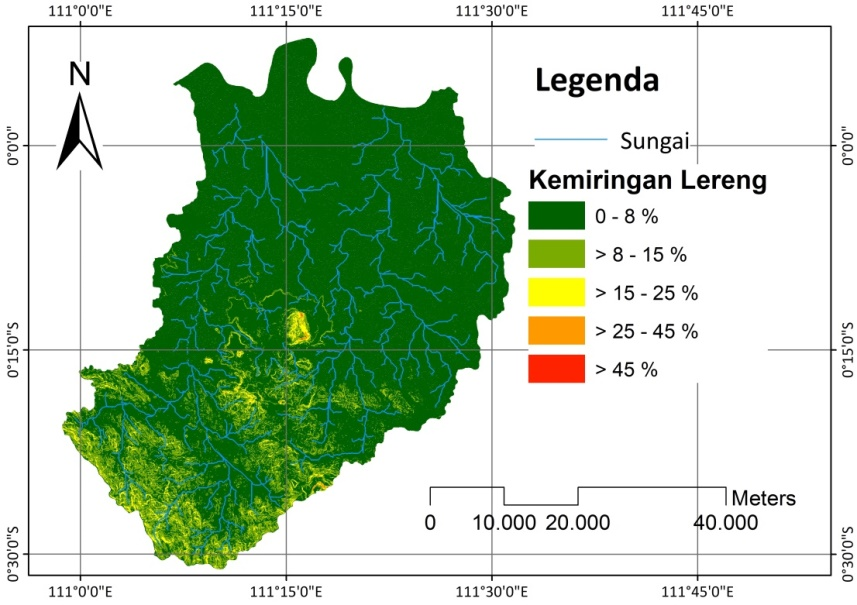 111°0'0"E 111°15'0"E 111°30'0"E 111°45'0"E
N
Legenda
Sungai
Kemiringan Lereng
0 - 8 %
> 8 - 15 %
> 15 - 25 %
> 25 - 45 %
> 45 %
0°0'0" 0°0'0"
0°15'0"S 0°15'0"S
0°30'0"S 0°30'0"S
Meters
0 10.000 20.000 40.000
111°0'0"E 111°15'0"E 111°30'0"E 111°45'0"E